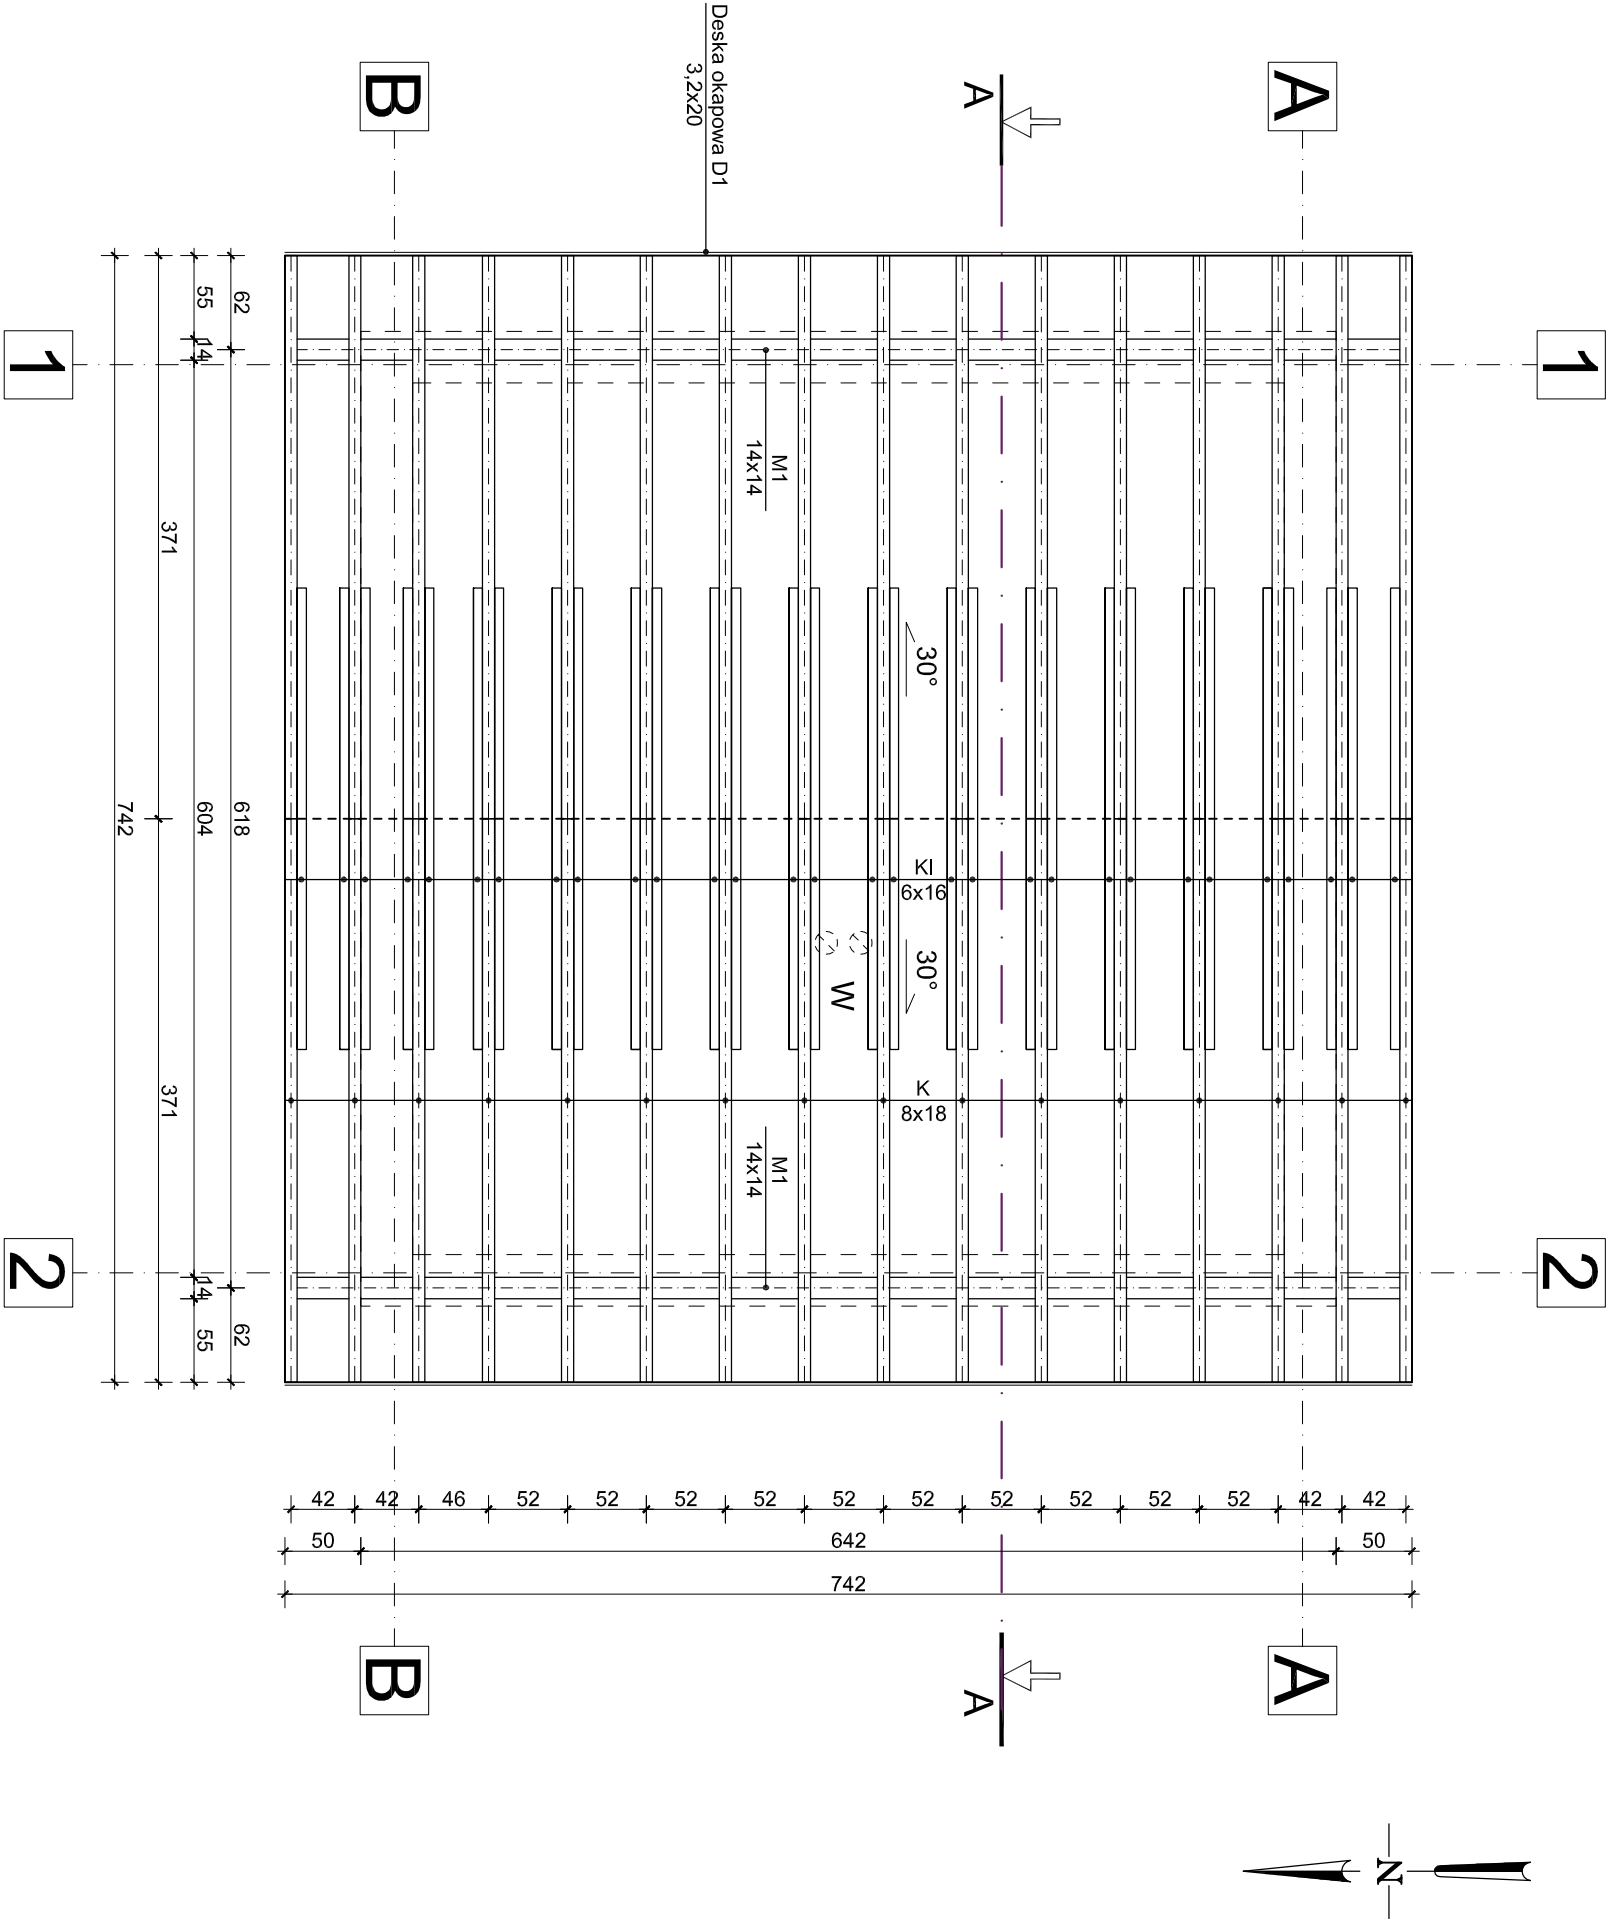 Deska okapowa D1
3,2x20
B
A
A
B
A
A
1
1
2
2
M1
14x14
M1
14x14
30°
30°
Kl
6x16
W
K
8x18
62
618
62
55
14
604
14
55
371
371
742
42 42 46 52 52 52 52 52 52 52 52 52 52 42 42
50 642 50
742
N